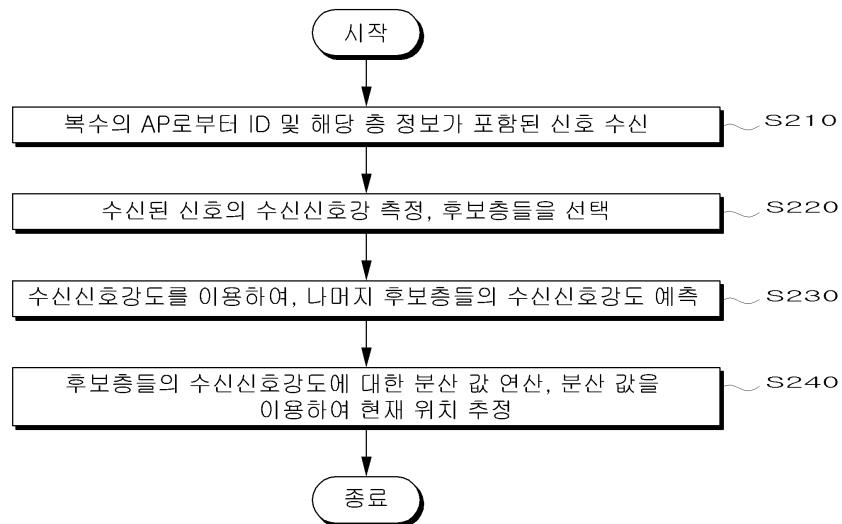 시작
복수의 AP로부터 ID 및 해당 층 정보가 포함된 신호 수신
S210
수신된 신호의 수신신호강 측정, 후보층들을 선택
S220
수신신호강도를 이용하여, 나머지 후보층들의 수신신호강도 예측
S230
후보층들의 수신신호강도에 대한 분산 값 연산, 분산 값을
이용하여 현재 위치 추정
S240
종료